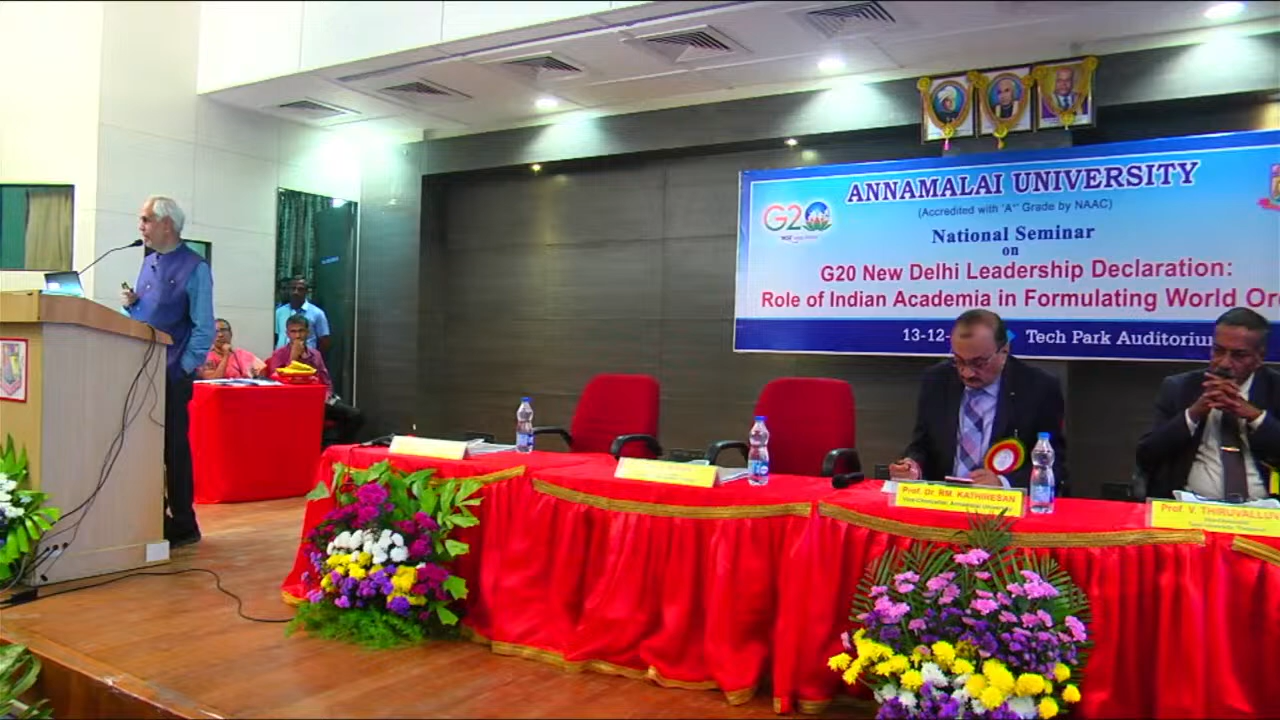 ANNAMALAI UNIVERSITY
(Accredited with 'A+' Grade by NAAC)
G20
National Seminar
on
G20 New Delhi Leadership Declaration:
Role of Indian Academia in Formulating World Or
13-12- Tech Park Auditoriu
Prof. Dr. RM. KATHIRESAN
Vice-Chancellor, Annamalai University
Prof. V. THIRUVALLUV